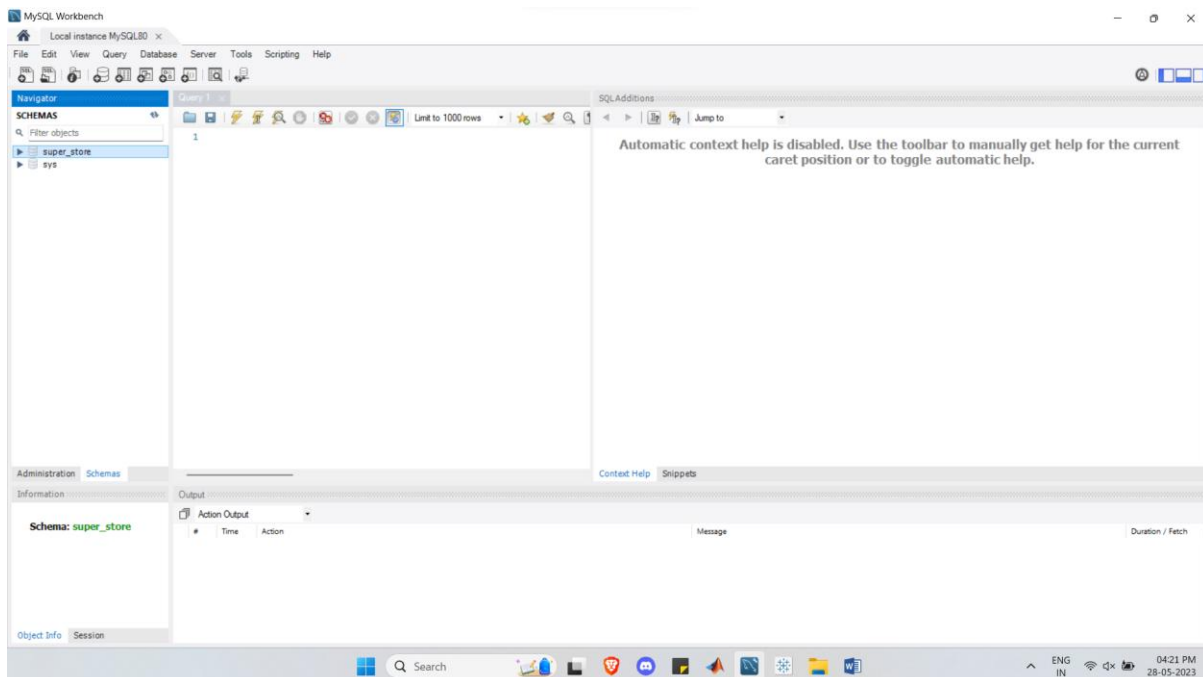 MySQL Workbench
Local instance MySQL80 ×
File Edit View Query Database Server Tools Scripting Help
Navigator
SCHEMAS
Filter objects
super_store
sys
Administration Schemas
Query 1
Limit to 1000 rows
1
SQLAdditions
Jump to
Automatic context help is disabled. Use the toolbar to manually get help for the current
caret position or to toggle automatic help.
Context Help Snippets
Information
Schema: super_store
Object Info Session
Output
Action Output
# Time Action Message Duration / Fetch
Search
ENG
IN
04:21 PM
28-05-2023